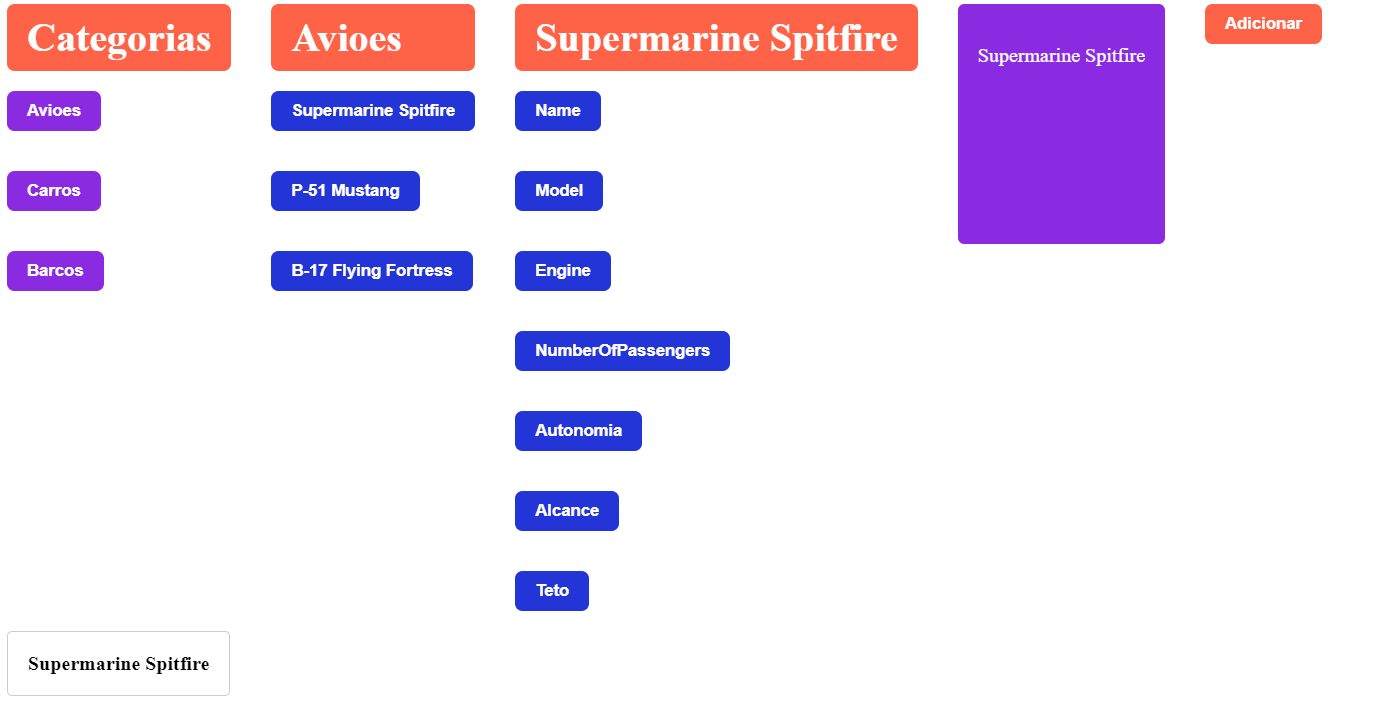 Categorias
Avioes
Carros
Barcos
Avioes
Supermarine Spitfire
P-51 Mustang
B-17 Flying Fortress
Supermarine Spitfire
Name
Model
Engine
NumberOfPassengers
Autonomia
Alcance
Teto
Supermarine Spitfire
Adicionar
Supermarine Spitfire